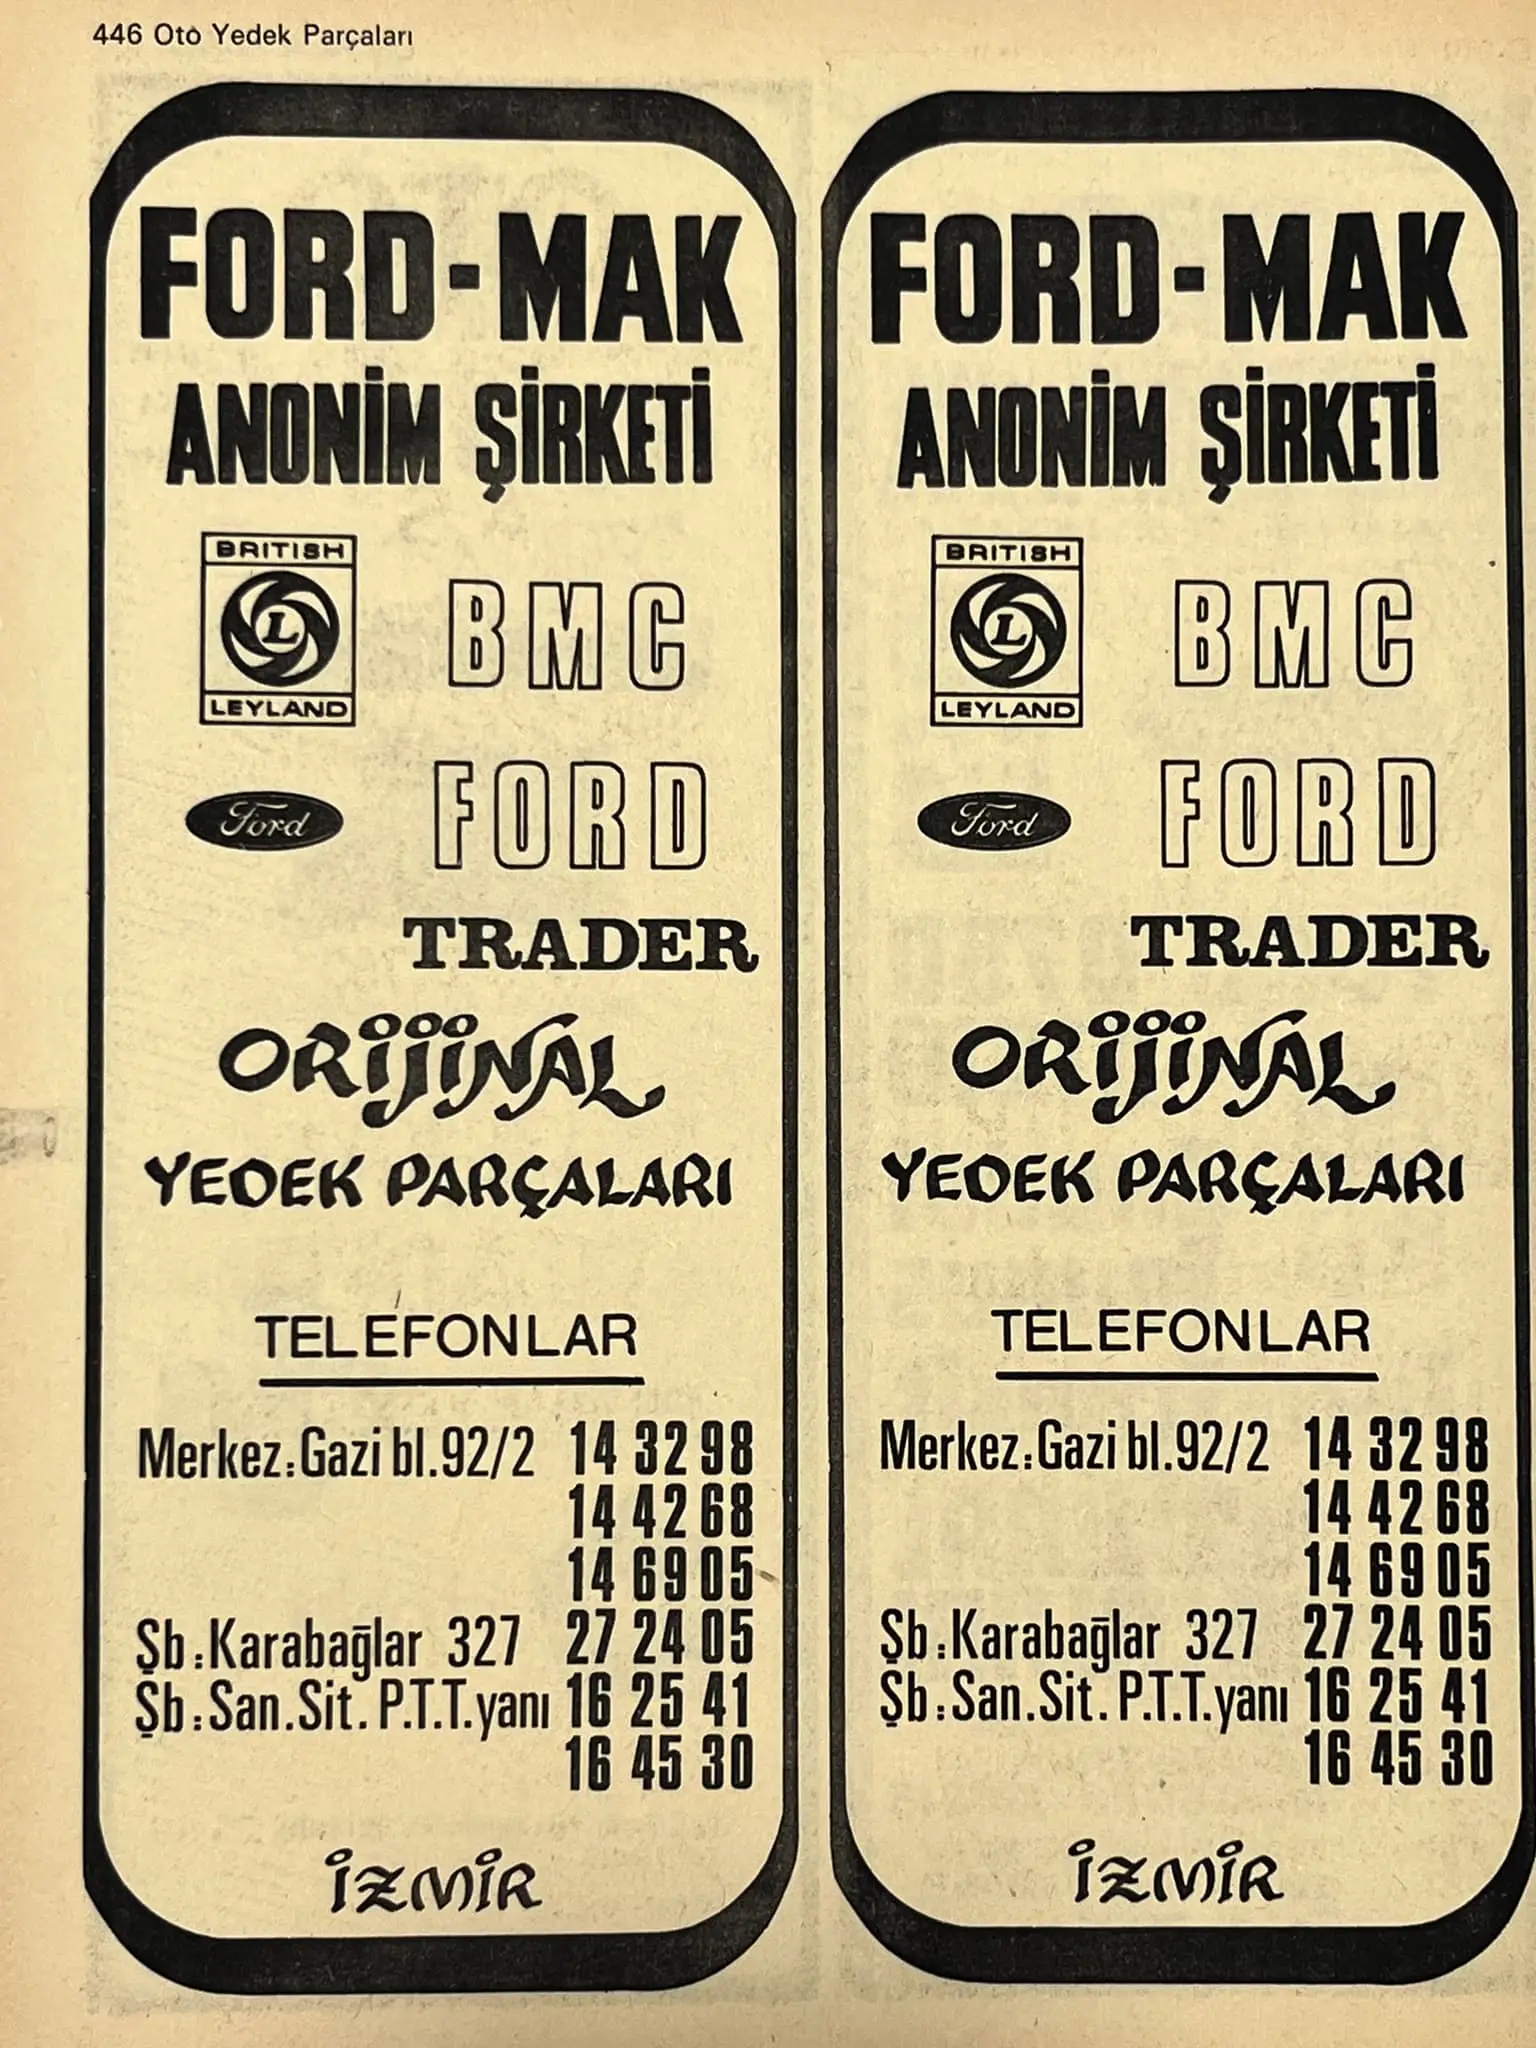 446 Oto Yedek Parçaları
FORD-MAK
ANONİM ŞİRKETİ
BRITISH
L
LEYLAND
BMC
Ford
FORD
TRADER
ORİJİNAL
YEDEK PARÇALARI
TELEFONLAR
Merkez:Gazi bl.92/2 14 32 98
14 42 68
14 69 05
Şb:Karabağlar 327 27 24 05
Şb:San.Sit. P.T.T.yanı 16 25 41
16 45 30
İZMİR
FORD-MAK
ANONİM ŞİRKETİ
BRITISH
L
LEYLAND
BMC
Ford
FORD
TRADER
ORİJİNAL
YEDEK PARÇALARI
TELEFONLAR
Merkez:Gazi bl.92/2 14 32 98
14 42 68
14 69 05
Şb:Karabağlar 327 27 24 05
Şb:San.Sit. P.T.T.yanı 16 25 41
16 45 30
İZMİR